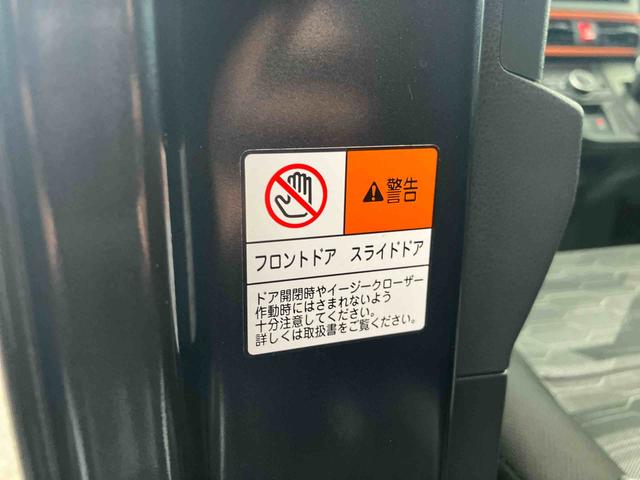 警告
フロントドア スライドドア
ドア開閉時やイージークローザー
作動時にはさまれないよう
十分注意してください。
詳しくは取扱書をご覧ください。